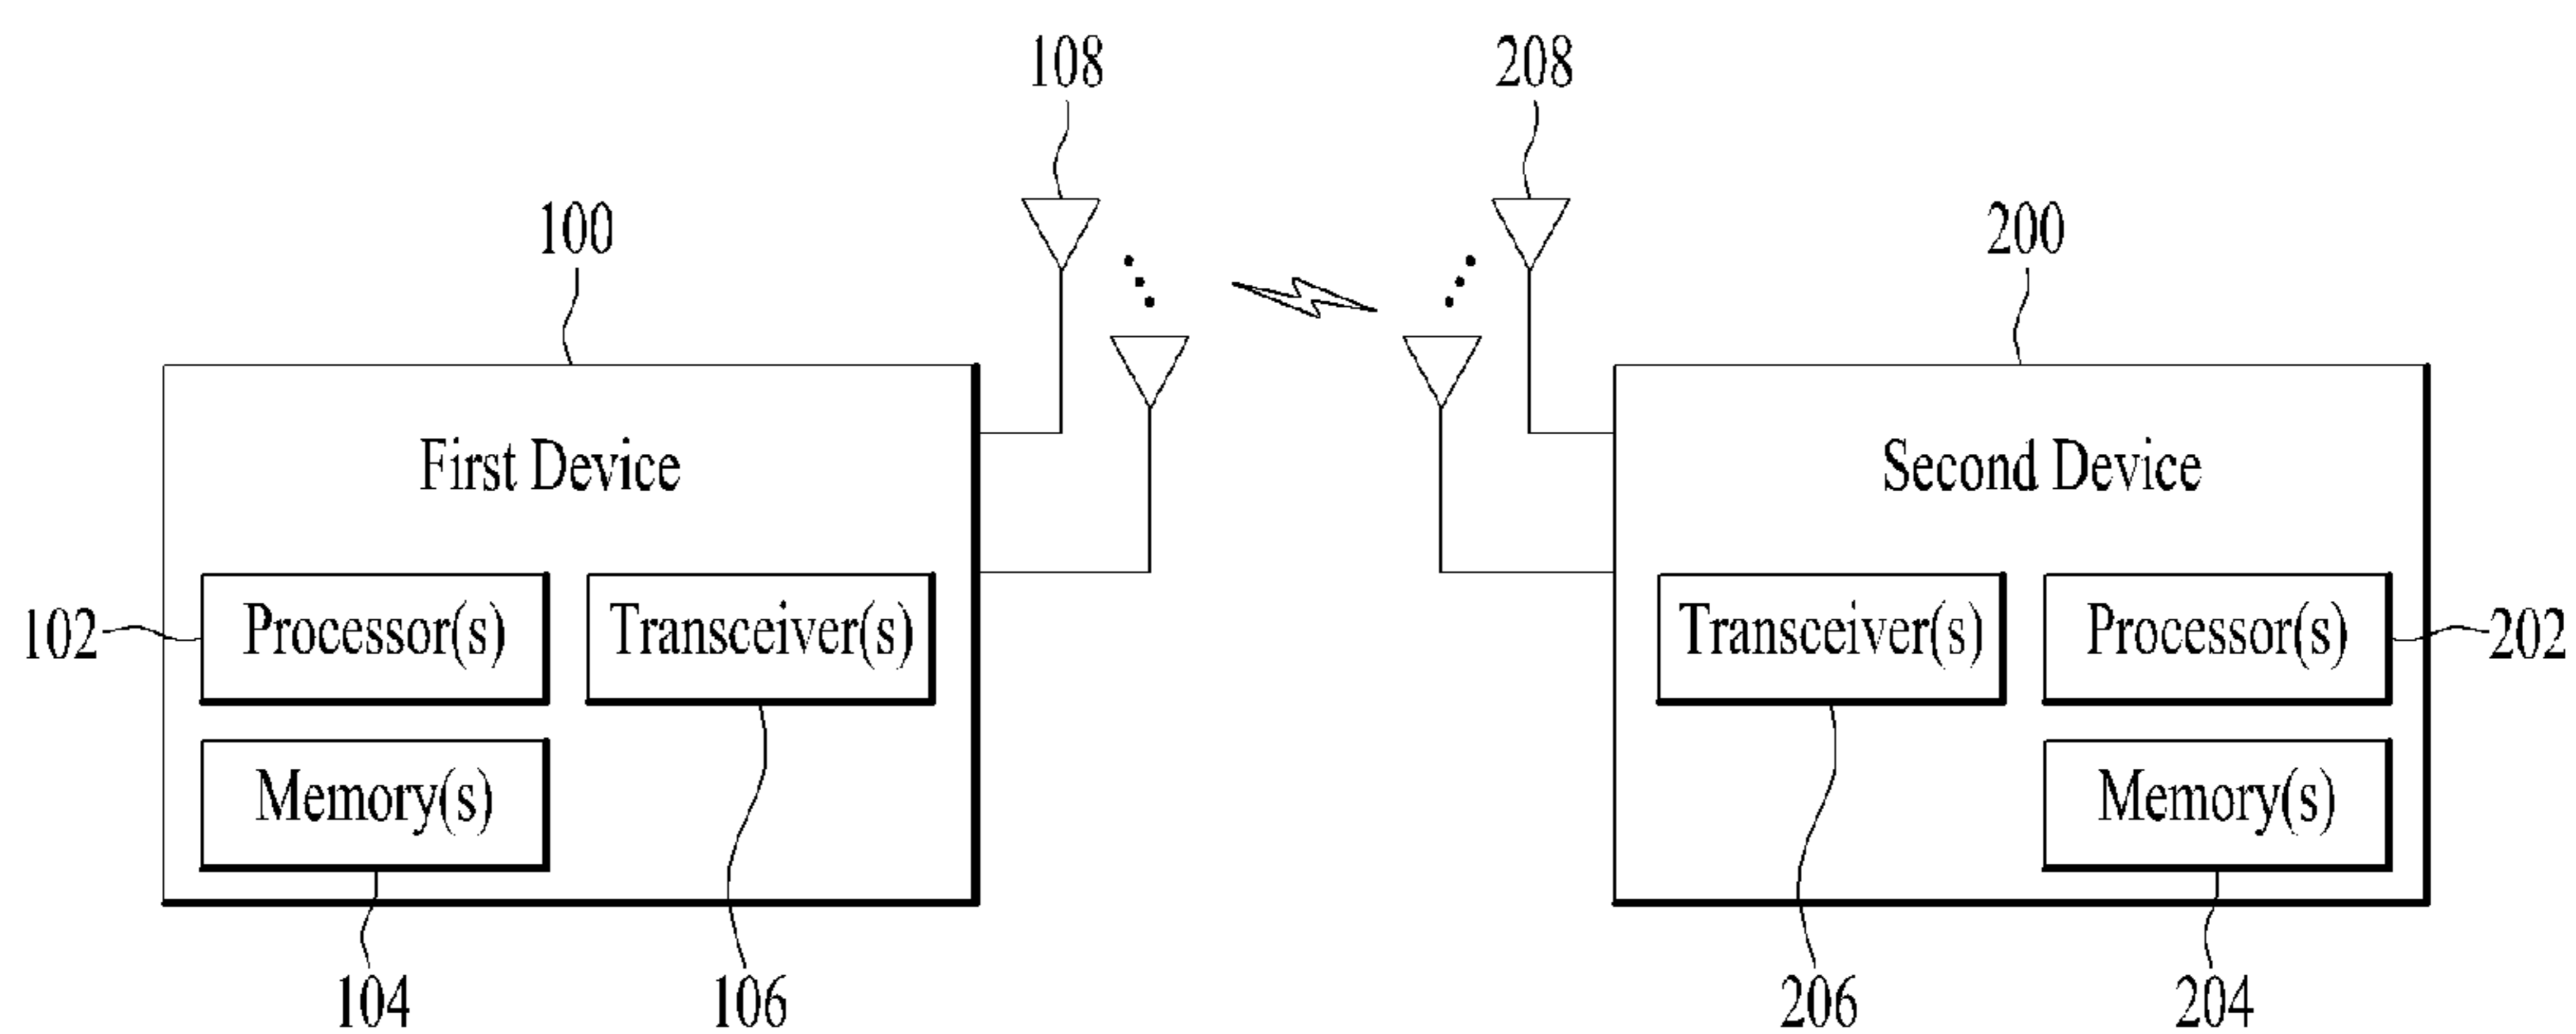 108 208
100 200
First Device Second Device
102 Processor(s) Transceiver(s) Transceiver(s) Processor(s) 202
Memory(s) Memory(s)
104 106 206 204